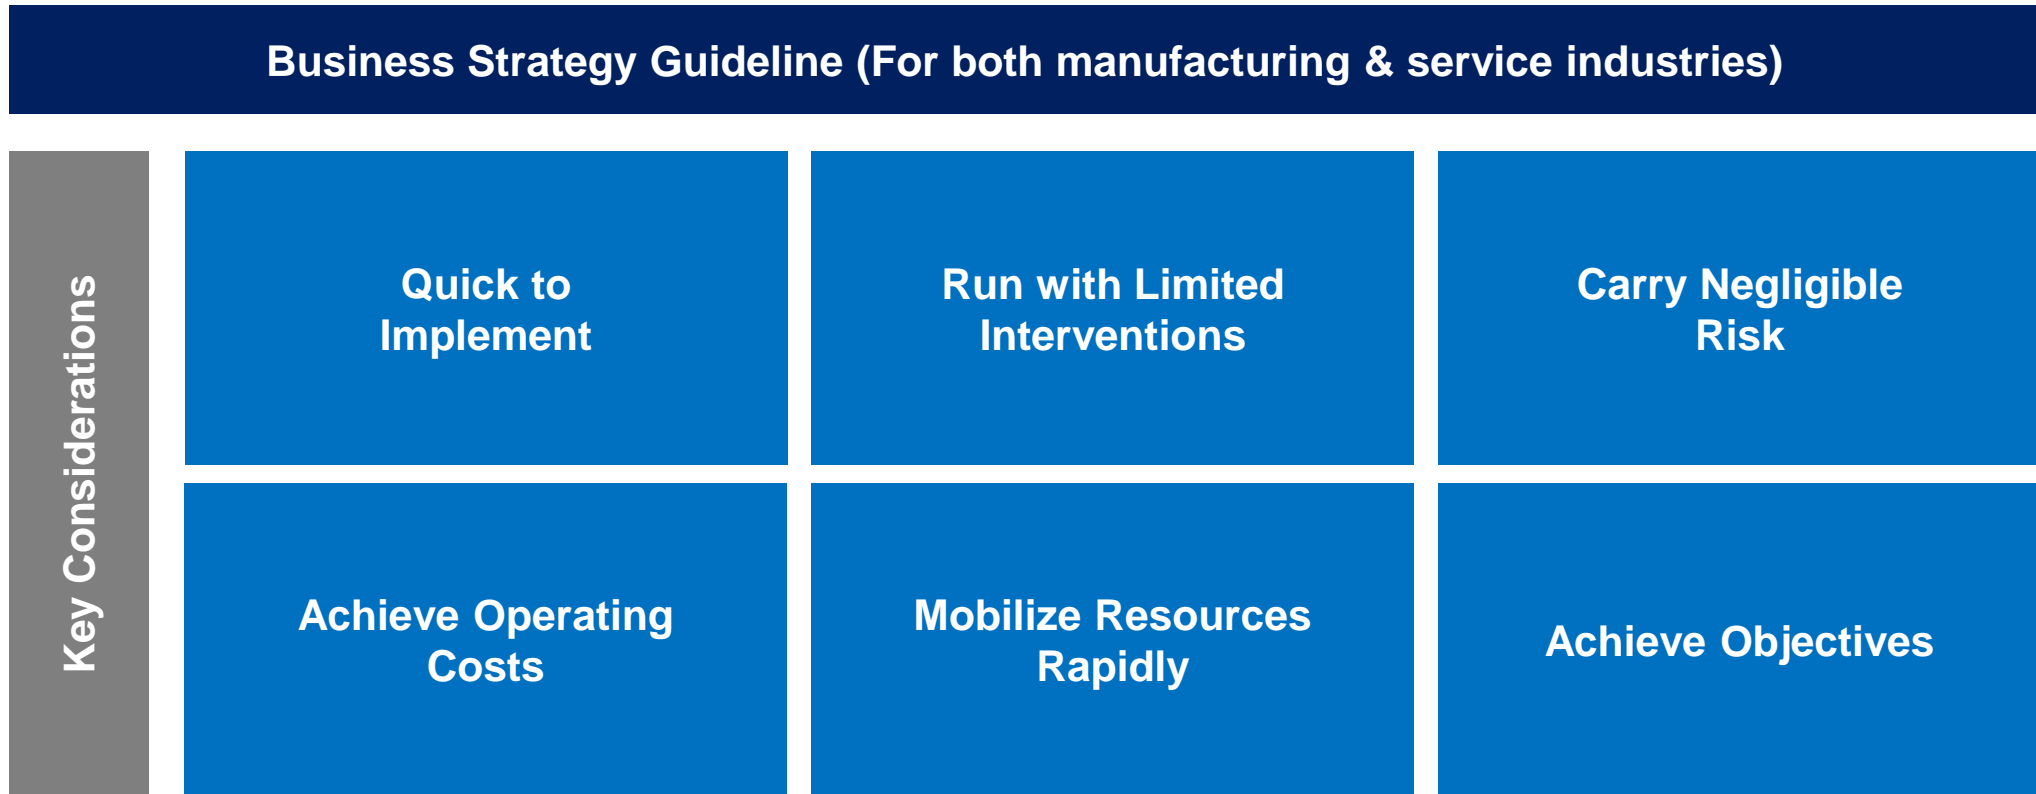 Business Strategy Guideline (For both manufacturing & service industries)
Key Considerations
Quick to
Implement
Run with Limited
Interventions
Carry Negligible
Risk
Achieve Operating
Costs
Mobilize Resources
Rapidly
Achieve Objectives